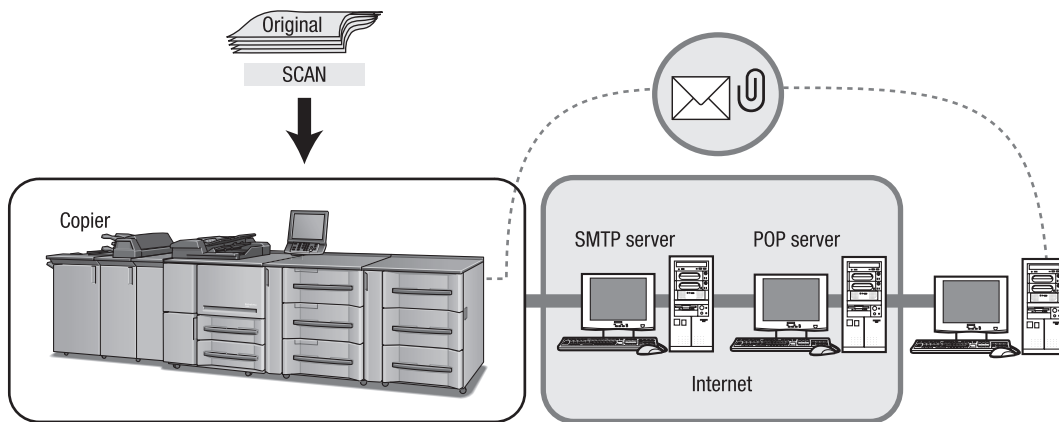 Original
SCAN
Copier
SMTP server
POP server
Internet